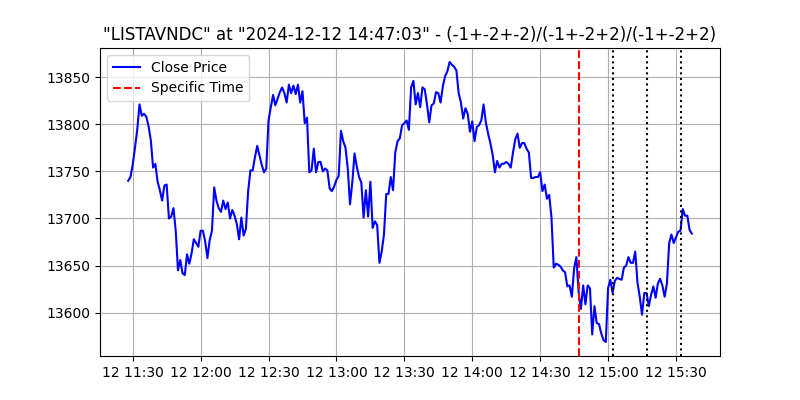 "LISTAVNDC" at "2024-12-12 14:47:03" - (-1+-2+-2)/(-1+-2+2)/(-1+-2+2)
Close Price
Specific Time
13850
13800
13750
13700
13650
13600
12 11:30 12 12:00 12 12:30 12 13:00 12 13:30 12 14:00 12 14:30 12 15:00 12 15:30